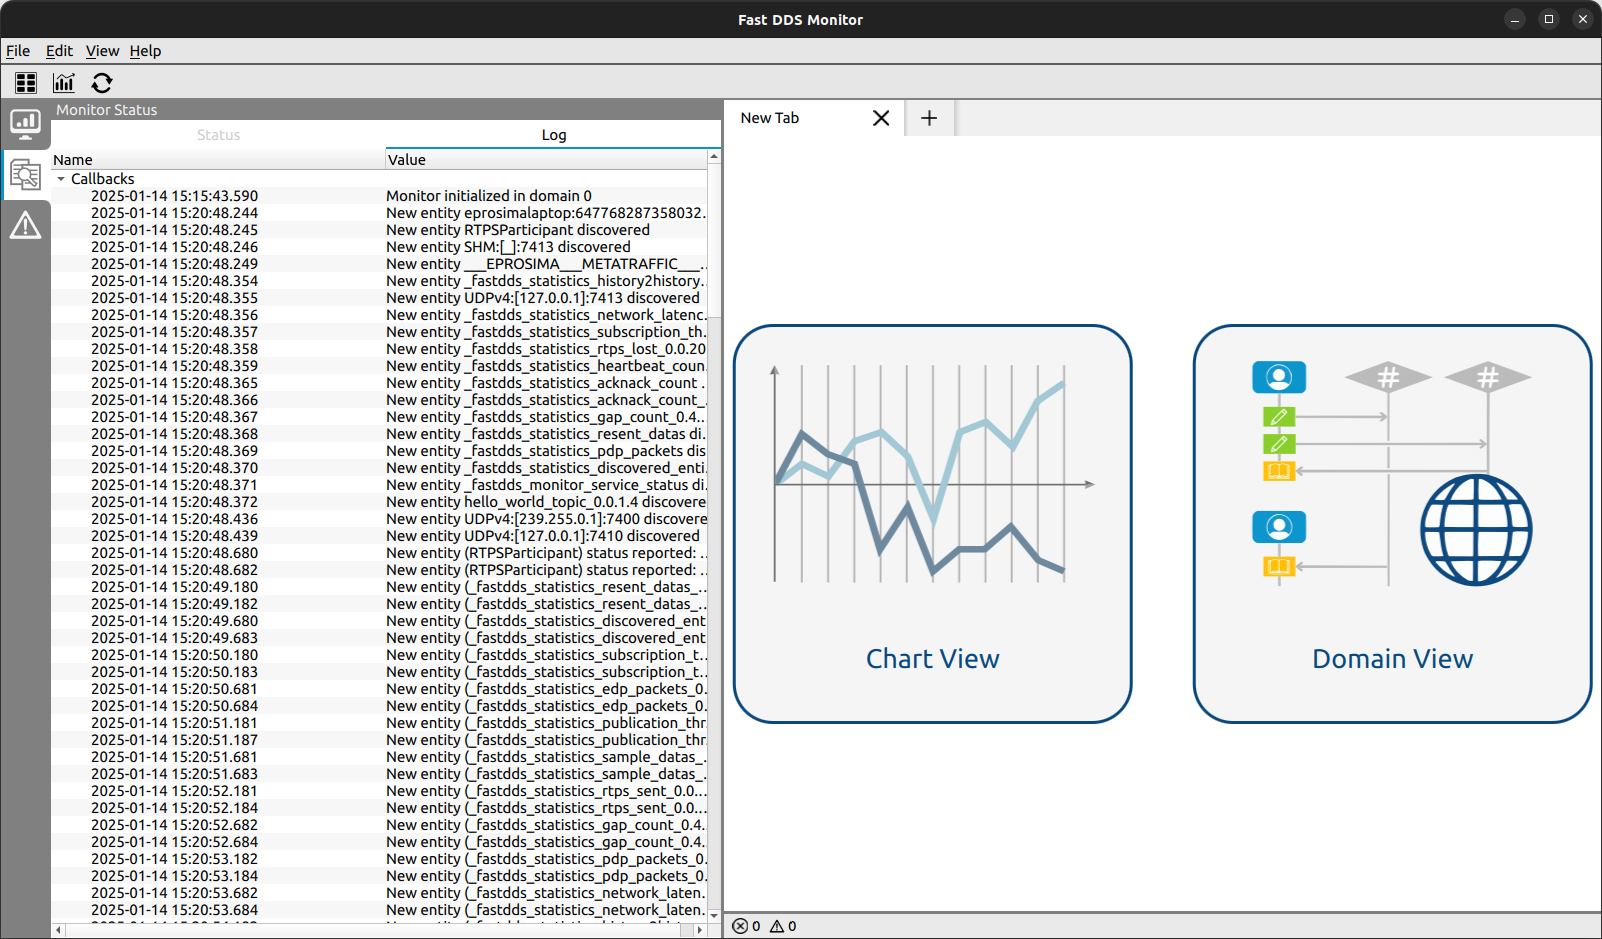 Fast DDS Monitor
File Edit View Help
Monitor Status
Status Log
Name Value
Callbacks
2025-01-14 15:15:43.590 Monitor initialized in domain 0
2025-01-14 15:20:48.244 New entity eprosimalaptop:647768287358032...
2025-01-14 15:20:48.245 New entity RTPSParticipant discovered
2025-01-14 15:20:48.246 New entity SHM:[_]:7413 discovered
2025-01-14 15:20:48.249 New entity ___EPROSIMA___METATRAFFIC___...
2025-01-14 15:20:48.354 New entity _fastdds_statistics_history2history...
2025-01-14 15:20:48.355 New entity UDPv4:[127.0.0.1]:7413 discovered
2025-01-14 15:20:48.356 New entity _fastdds_statistics_network_latenc...
2025-01-14 15:20:48.357 New entity _fastdds_statistics_subscription_th...
2025-01-14 15:20:48.358 New entity _fastdds_statistics_rtps_lost_0.0.20
2025-01-14 15:20:48.359 New entity _fastdds_statistics_heartbeat_coun...
2025-01-14 15:20:48.365 New entity _fastdds_statistics_acknack_count ...
2025-01-14 15:20:48.366 New entity _fastdds_statistics_acknack_count_...
2025-01-14 15:20:48.367 New entity _fastdds_statistics_gap_count_0.4...
2025-01-14 15:20:48.368 New entity _fastdds_statistics_resent_datas di...
2025-01-14 15:20:48.369 New entity _fastdds_statistics_pdp_packets dis
2025-01-14 15:20:48.370 New entity _fastdds_statistics_discovered_enti...
2025-01-14 15:20:48.371 New entity _fastdds_monitor_service_status di...
2025-01-14 15:20:48.372 New entity hello_world_topic_0.0.1.4 discovere
2025-01-14 15:20:48.436 New entity UDPv4:[239.255.0.1]:7400 discovere
2025-01-14 15:20:48.439 New entity UDPv4:[127.0.0.1]:7410 discovered
2025-01-14 15:20:48.680 New entity (RTPSParticipant) status reported: ...
2025-01-14 15:20:48.682 New entity (RTPSParticipant) status reported: ...
2025-01-14 15:20:49.180 New entity (_fastdds_statistics_resent_datas_...
2025-01-14 15:20:49.182 New entity (_fastdds_statistics_resent_datas_...
2025-01-14 15:20:49.680 New entity (_fastdds_statistics_discovered_ent
2025-01-14 15:20:49.683 New entity (_fastdds_statistics_discovered_ent
2025-01-14 15:20:50.180 New entity (_fastdds_statistics_subscription_t...
2025-01-14 15:20:50.183 New entity (_fastdds_statistics_subscription_t...
2025-01-14 15:20:50.681 New entity (_fastdds_statistics_edp_packets_0...
2025-01-14 15:20:50.684 New entity (_fastdds_statistics_edp_packets_0...
2025-01-14 15:20:51.181 New entity (_fastdds_statistics_publication_thr...
2025-01-14 15:20:51.187 New entity (_fastdds_statistics_publication_thr...
2025-01-14 15:20:51.681 New entity (_fastdds_statistics_sample_datas_...
2025-01-14 15:20:51.683 New entity (_fastdds_statistics_sample_datas_...
2025-01-14 15:20:52.181 New entity (_fastdds_statistics_rtps_sent_0.0...
2025-01-14 15:20:52.184 New entity (_fastdds_statistics_rtps_sent_0.0...
2025-01-14 15:20:52.682 New entity (_fastdds_statistics_gap_count_0.4...
2025-01-14 15:20:52.684 New entity (_fastdds_statistics_gap_count_0.4...
2025-01-14 15:20:53.182 New entity (_fastdds_statistics_pdp_packets_0...
2025-01-14 15:20:53.184 New entity (_fastdds_statistics_pdp_packets_0...
2025-01-14 15:20:53.682 New entity (_fastdds_statistics_network_laten...
2025-01-14 15:20:53.684 New entity (_fastdds_statistics_network_laten...
New Tab
# #
Chart View
Domain View
0 0